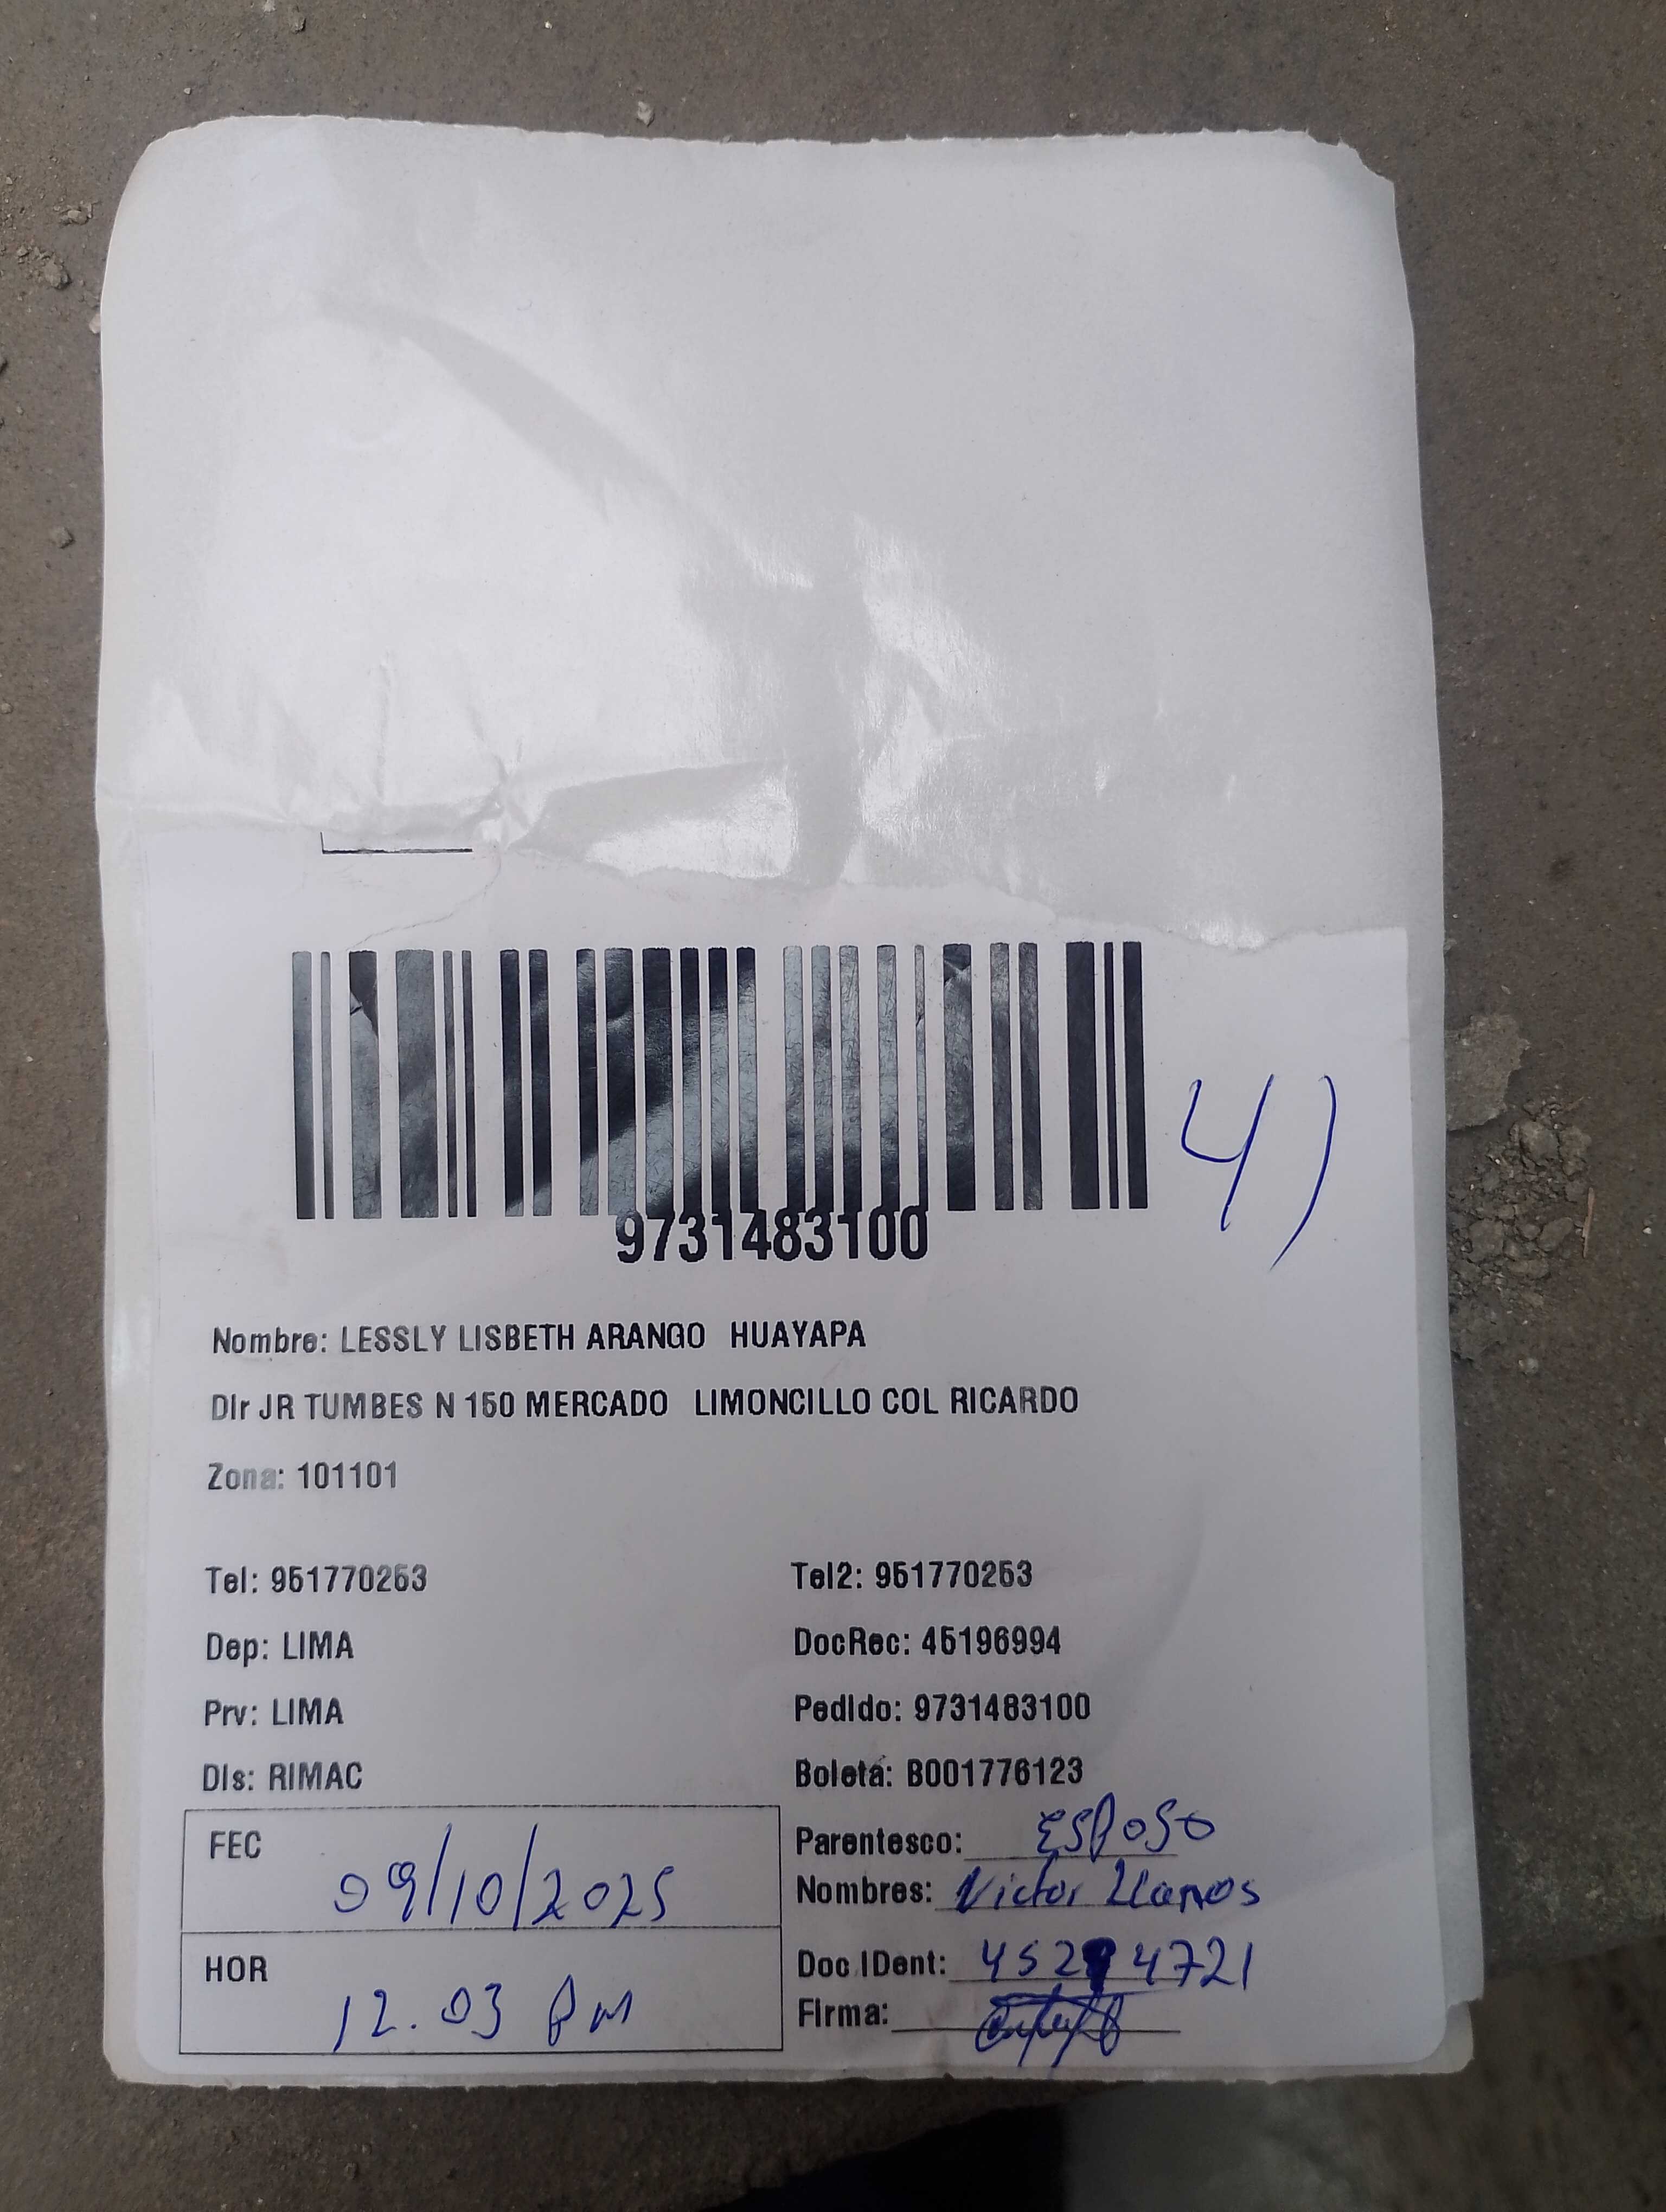 4)
9731483100
Nombre: LESSLY LISBETH ARANGO HUAYAPA
Dir JR TUMBES N 150 MERCADO LIMONCILLO COL RICARDO
Zona: 101101
Tel: 951770253 Tel2: 951770253
Dep: LIMA DocRec: 45196994
Prv: LIMA Pedido: 9731483100
Dis: RIMAC Boleta: B001776123
FEC 09/10/2025 Parentesco: ESPOSO
Nombres: Victor Llanos
HOR 12.03 PM Doc IDent:
Firma: